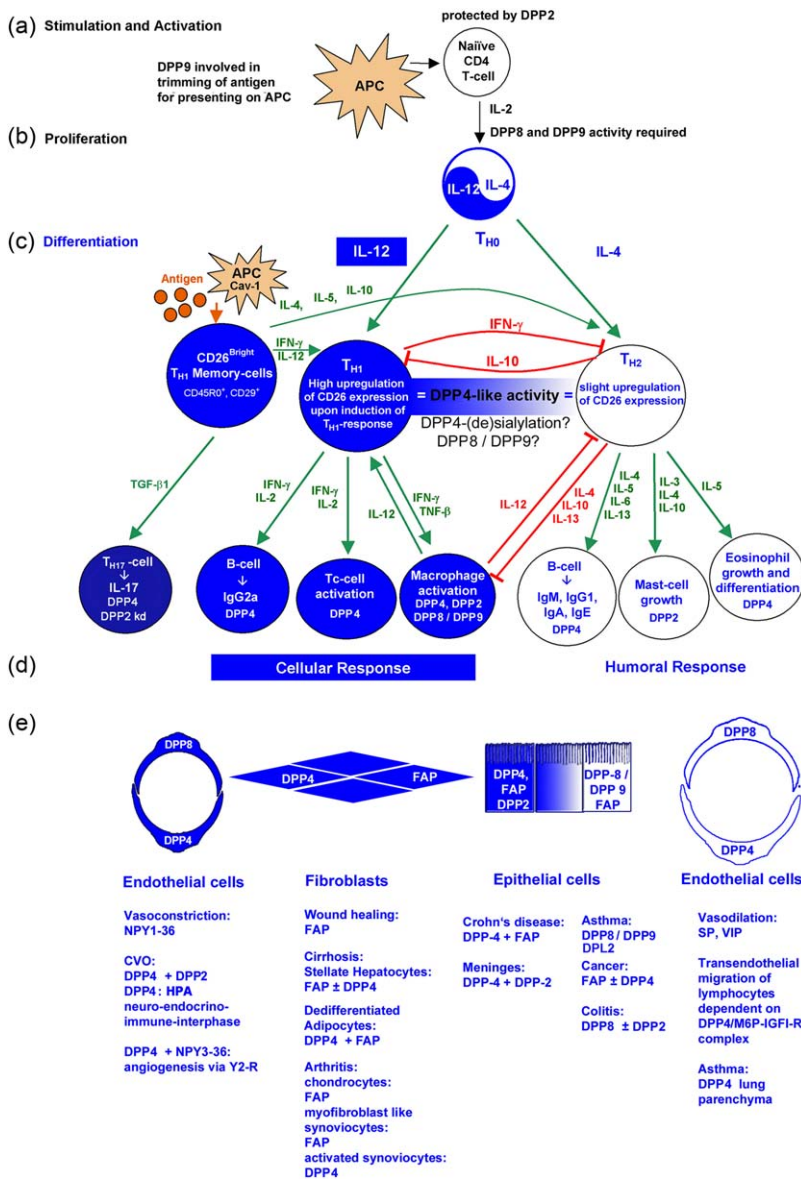 (a) Stimulation and Activation
protected by DPP2
Naiïve
CD4
T-cell
DPP9 involved in
trimming of antigen
for presenting on APC
APC
IL-2
DPP8 and DPP9 activity required
(b) Proliferation
IL-12 IL-4
TH0
(c) Differentiation
IL-12
IL-4
Antigen
APC
Cav-1
IL-4, IL-5, IL-10
CD26Bright
TH1 Memory-cells
CD45R0+, CD29+
IFN-γ
IL-12
TH1
High upregulation
of CD26 expression
upon induction of
TH1-response
IFN-γ
IL-10
= DPP4-like activity =
DPP4-(de)sialylation?
DPP8 / DPP9?
TH2
slight upregulation
of CD26 expression
TGF-β1
IFN-γ
IL-2
IFN-γ
IL-2
IL-12
IFN-γ
TNF-β
IL-12
IL-4
IL-10
IL-13
IL-4
IL-5
IL-6
IL-13
IL-3
IL-4
IL-10
IL-5
TH17 -cell
↓
IL-17
DPP4
DPP2 kd
B-cell
↓
IgG2a
DPP4
Tc-cell
activation
DPP4
Macrophage
activation
DPP4, DPP2
DPP8 / DPP9
B-cell
↓
IgM, IgG1,
IgA, IgE
DPP4
Mast-cell
growth
DPP2
Eosinophil
growth and
differentiation
DPP4
(d)
Cellular Response
Humoral Response
(e)
DPP8
DPP4
DPP4 FAP
DPP4,
FAP
DPP2
DPP-8 /
DPP 9
FAP
DPP8
DPP4
Endothelial cells
Vasoconstriction:
NPY1-36
CVO:
DPP4 + DPP2
DPP4 : HPA
neuro-endocrino-
immune-interphase
DPP4 + NPY3-36:
angiogenesis via Y2-R
Fibroblasts
Wound healing:
FAP
Cirrhosis:
Stellate Hepatocytes:
FAP ± DPP4
Dedifferentiated
Adipocytes:
DPP4 + FAP
Arthritis:
chondrocytes:
FAP
myofibroblast like
synoviocytes:
FAP
activated synoviocytes:
DPP4
Epithelial cells
Crohn's disease:
DPP-4 + FAP
Meninges:
DPP-4 + DPP-2
Asthma:
DPP8 / DPP9
DPL2
Cancer:
FAP ± DPP4
Colitis:
DPP8 ± DPP2
Endothelial cells
Vasodilation:
SP, VIP
Transendothelial
migration of
lymphocytes
dependent on
DPP4/M6P-IGFI-R
complex
Asthma:
DPP4 lung
parenchyma